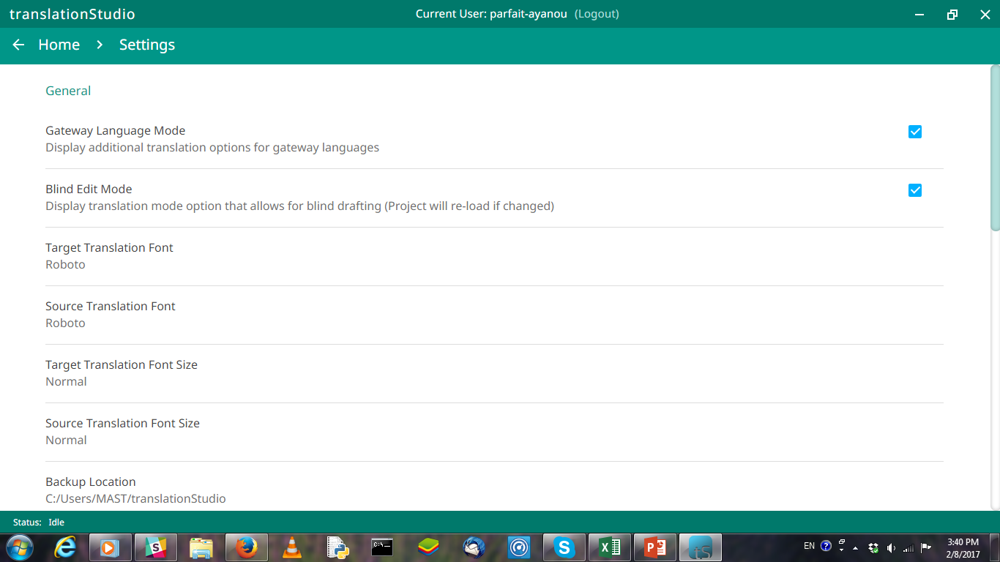 translationStudio
Current User: parfait-ayanou (Logout)
Home
Settings
General
Gateway Language Mode
Display additional translation options for gateway languages
Blind Edit Mode
Display translation mode option that allows for blind drafting (Project will re-load if changed)
Target Translation Font
Roboto
Source Translation Font
Roboto
Target Translation Font Size
Normal
Source Translation Font Size
Normal
Backup Location
C:/Users/MAST/translationStudio
Status: Idle
C:\_
tS
EN
3:40 PM
2/8/2017